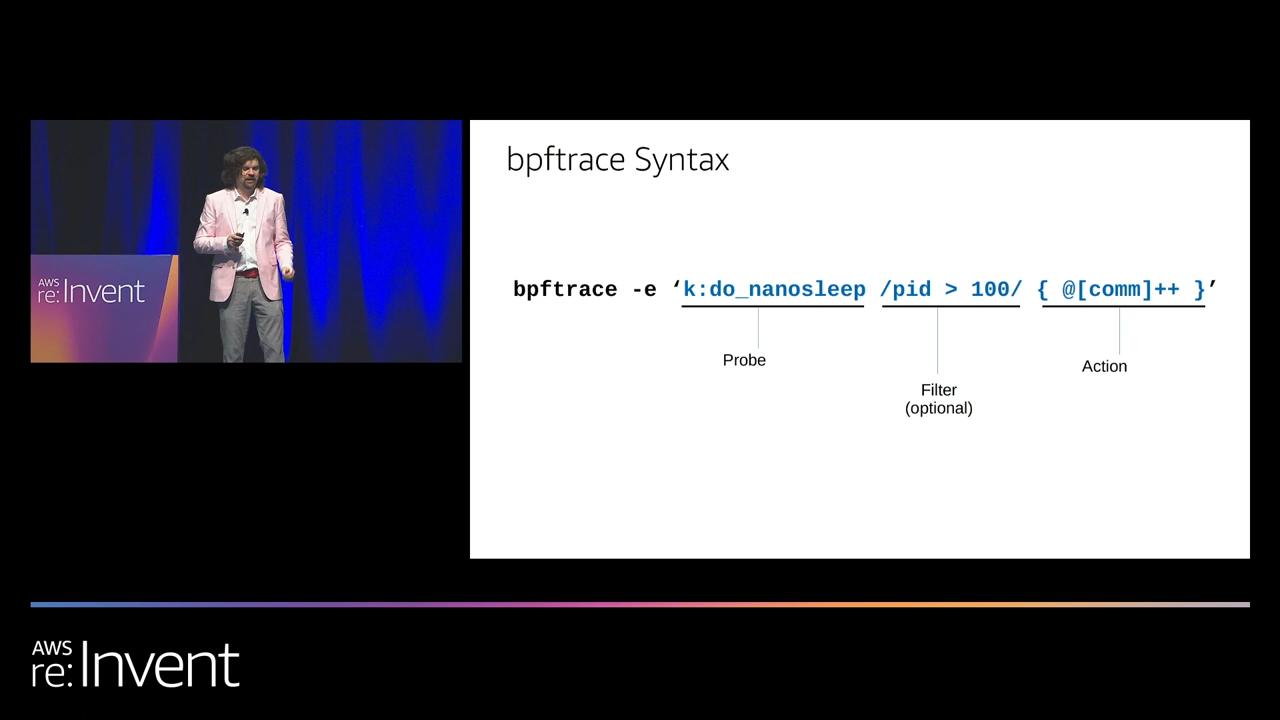 AWS
re:Invent
bpftrace Syntax
bpftrace -e ‘k:do_nanosleep /pid > 100/ { @[comm]++ }’
Probe
Filter
(optional)
Action
AWS
re:Invent